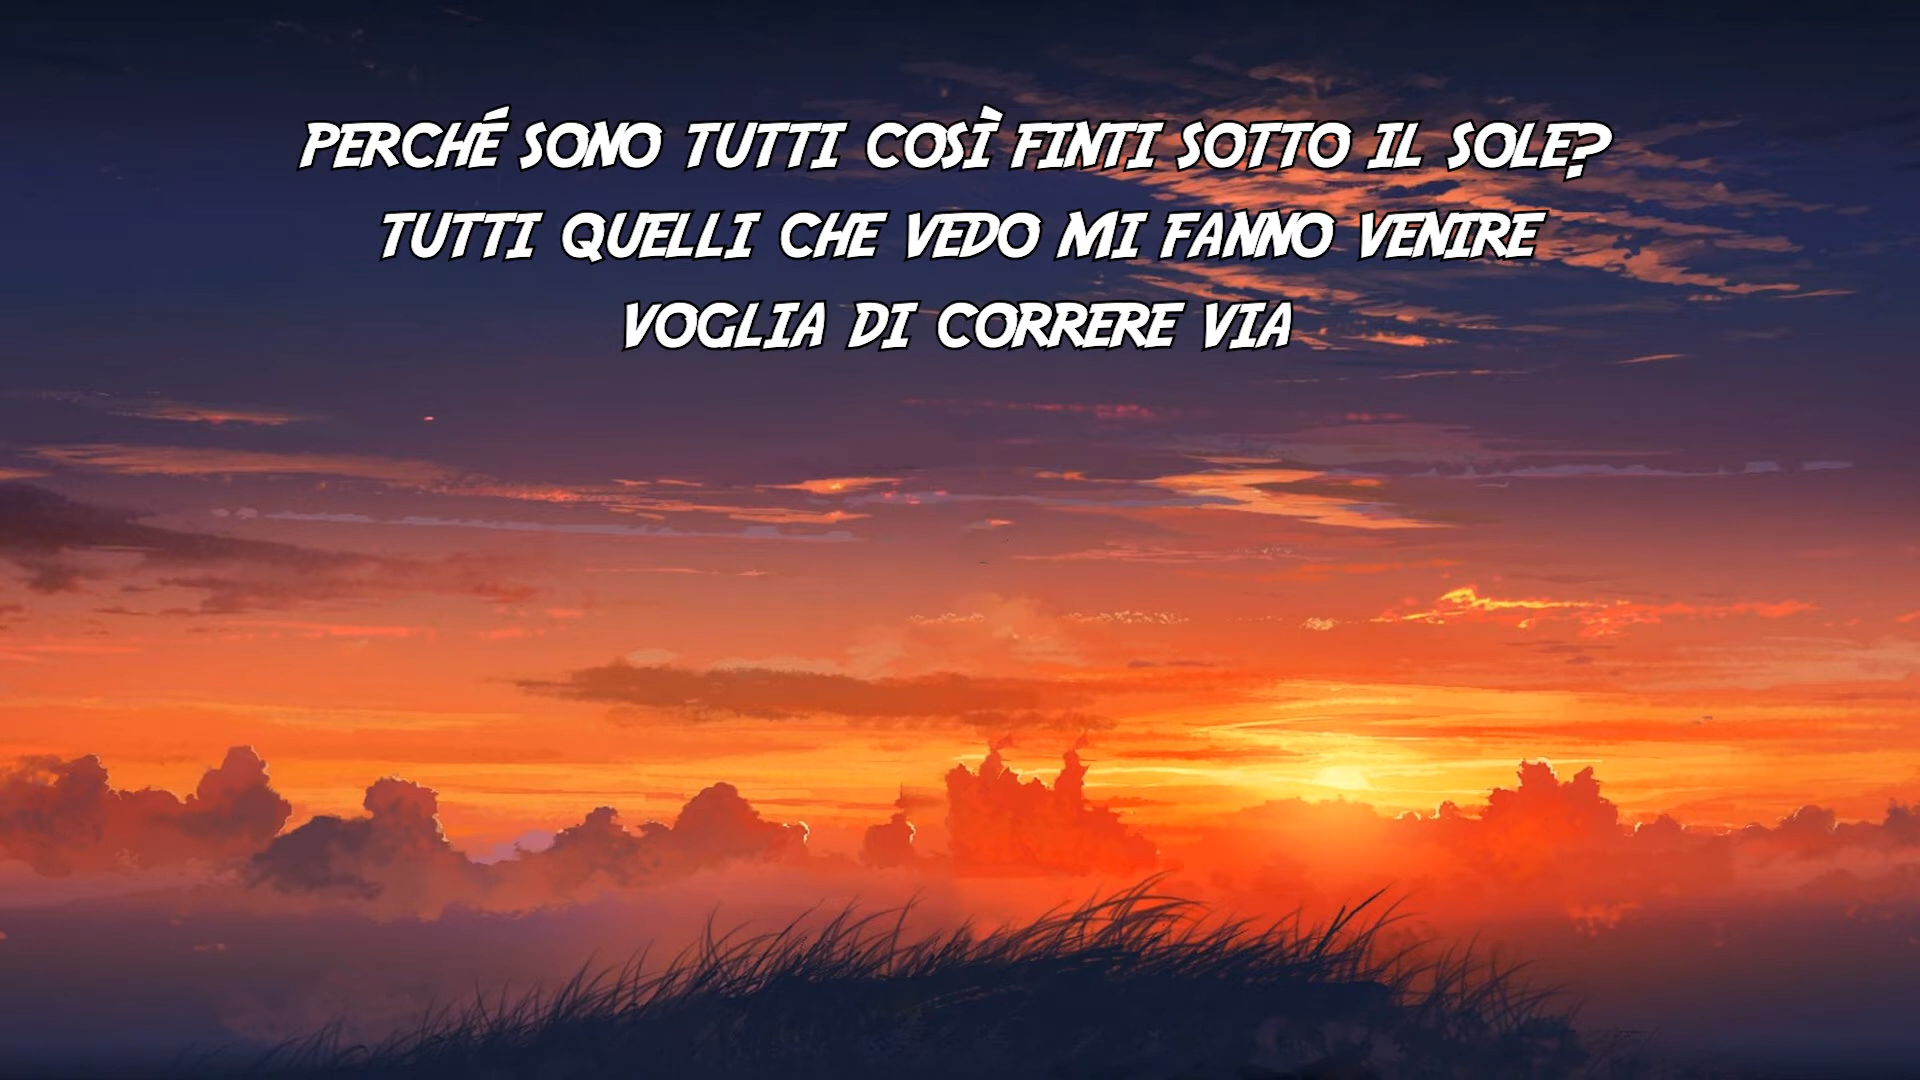 PERCHÉ SONO TUTTI COSÌ FINTI SOTTO IL SOLE?
TUTTI QUELLI CHE VEDO MI FANNO VENIRE
VOGLIA DI CORRERE VIA